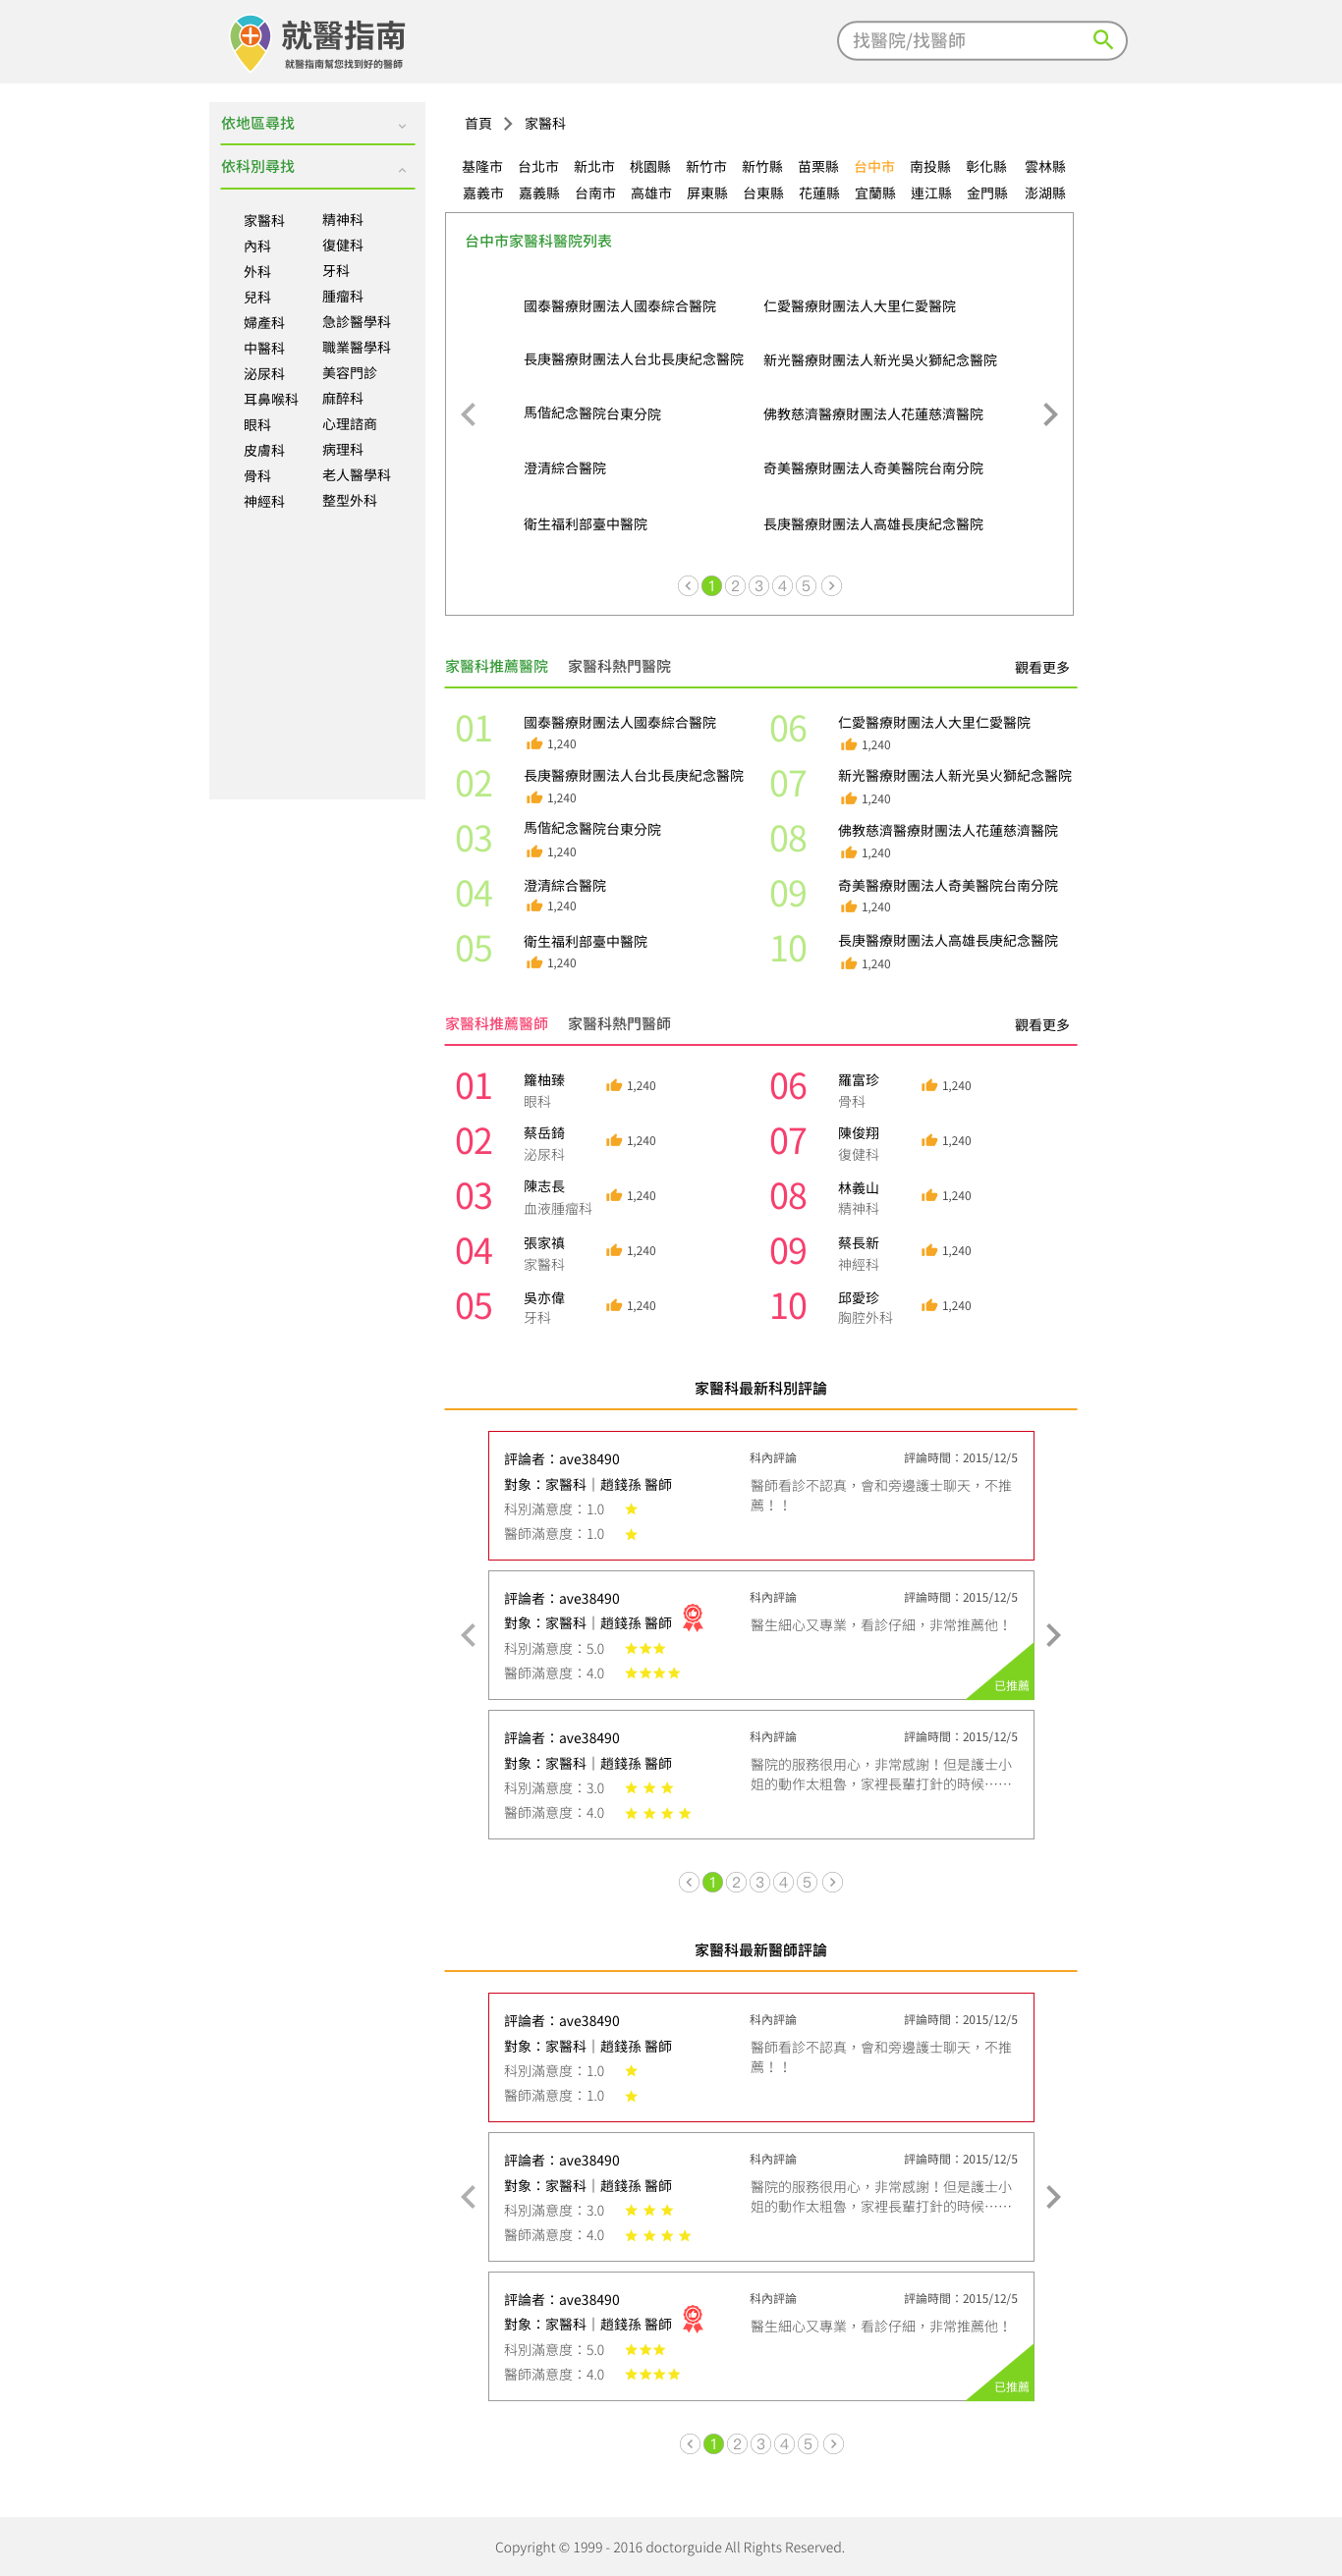 就醫指南
就醫指南幫您找到好的醫師
找醫院/找醫師
依地區尋找
依科別尋找
家醫科 精神科
內科 復健科
外科 牙科
兒科 腫瘤科
婦產科 急診醫學科
中醫科 職業醫學科
泌尿科 美容門診
耳鼻喉科 麻醉科
眼科 心理諮商
皮膚科 病理科
骨科 老人醫學科
神經科 整型外科
首頁 家醫科
基隆市 台北市 新北市 桃園縣 新竹市 新竹縣 苗栗縣 台中市 南投縣 彰化縣 雲林縣
嘉義市 嘉義縣 台南市 高雄市 屏東縣 台東縣 花蓮縣 宜蘭縣 連江縣 金門縣 澎湖縣
台中市家醫科醫院列表
國泰醫療財團法人國泰綜合醫院 仁愛醫療財團法人大里仁愛醫院
長庚醫療財團法人台北長庚紀念醫院 新光醫療財團法人新光吳火獅紀念醫院
馬偕紀念醫院台東分院 佛教慈濟醫療財團法人花蓮慈濟醫院
澄清綜合醫院 奇美醫療財團法人奇美醫院台南分院
衛生福利部臺中醫院 長庚醫療財團法人高雄長庚紀念醫院
1 2 3 4 5
家醫科推薦醫院 家醫科熱門醫院 觀看更多
01 國泰醫療財團法人國泰綜合醫院 06 仁愛醫療財團法人大里仁愛醫院
1,240 1,240
02 長庚醫療財團法人台北長庚紀念醫院 07 新光醫療財團法人新光吳火獅紀念醫院
1,240 1,240
03 馬偕紀念醫院台東分院 08 佛教慈濟醫療財團法人花蓮慈濟醫院
1,240 1,240
04 澄清綜合醫院 09 奇美醫療財團法人奇美醫院台南分院
1,240 1,240
05 衛生福利部臺中醫院 10 長庚醫療財團法人高雄長庚紀念醫院
1,240 1,240
家醫科推薦醫師 家醫科熱門醫師 觀看更多
01 籮柚臻 1,240 06 羅富珍 1,240
眼科 骨科
02 蔡岳錡 1,240 07 陳俊翔 1,240
泌尿科 復健科
03 陳志長 1,240 08 林義山 1,240
血液腫瘤科 精神科
04 張家禛 1,240 09 蔡長新 1,240
家醫科 神經科
05 吳亦偉 1,240 10 邱愛珍 1,240
牙科 胸腔外科
家醫科最新科別評論
評論者：ave38490 科內評論 評論時間：2015/12/5
對象：家醫科｜趙錢孫 醫師 醫師看診不認真，會和旁邊護士聊天，不推
科別滿意度：1.0 薦！！
醫師滿意度：1.0
評論者：ave38490 科內評論 評論時間：2015/12/5
對象：家醫科｜趙錢孫 醫師 醫生細心又專業，看診仔細，非常推薦他！
科別滿意度：5.0
醫師滿意度：4.0 已推薦
評論者：ave38490 科內評論 評論時間：2015/12/5
對象：家醫科｜趙錢孫 醫師 醫院的服務很用心，非常感謝！但是護士小
科別滿意度：3.0 姐的動作太粗魯，家裡長輩打針的時候……
醫師滿意度：4.0
1 2 3 4 5
家醫科最新醫師評論
評論者：ave38490 科內評論 評論時間：2015/12/5
對象：家醫科｜趙錢孫 醫師 醫師看診不認真，會和旁邊護士聊天，不推
科別滿意度：1.0 薦！！
醫師滿意度：1.0
評論者：ave38490 科內評論 評論時間：2015/12/5
對象：家醫科｜趙錢孫 醫師 醫院的服務很用心，非常感謝！但是護士小
科別滿意度：3.0 姐的動作太粗魯，家裡長輩打針的時候……
醫師滿意度：4.0
評論者：ave38490 科內評論 評論時間：2015/12/5
對象：家醫科｜趙錢孫 醫師 醫生細心又專業，看診仔細，非常推薦他！
科別滿意度：5.0
醫師滿意度：4.0 已推薦
1 2 3 4 5
Copyright © 1999 - 2016 doctorguide All Rights Reserved.